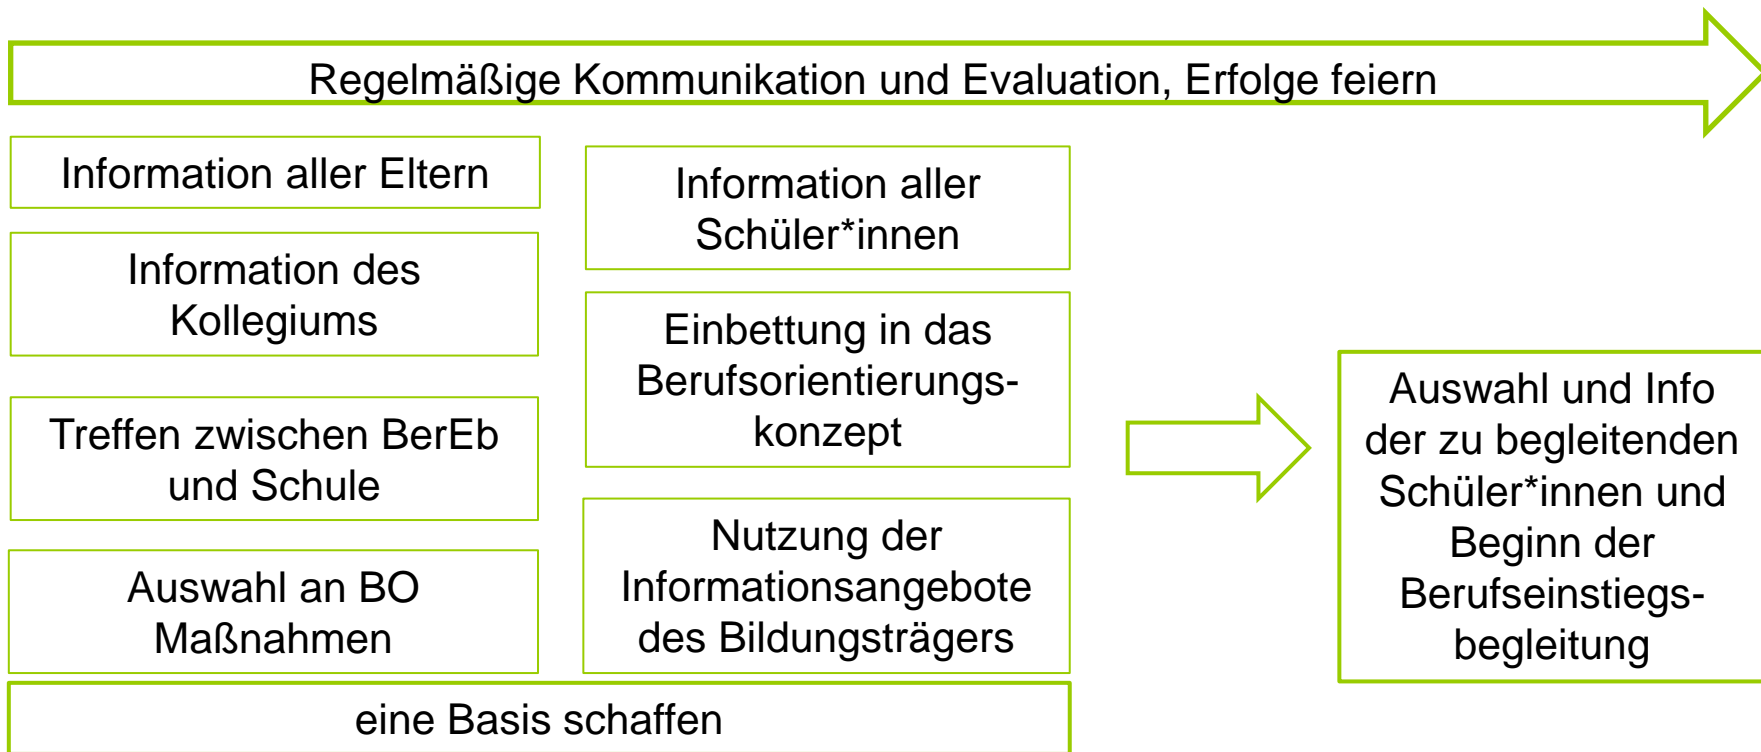 Regelmäßige Kommunikation und Evaluation, Erfolge feiern
Information aller Eltern
Information des
Kollegiums
Treffen zwischen BerEb
und Schule
Auswahl an BO
Maßnahmen
Information aller
Schüler*innen
Einbettung in das
Berufsorientierungs-
konzept
Nutzung der
Informationsangebote
des Bildungsträgers
eine Basis schaffen
Auswahl und Info
der zu begleitenden
Schüler*innen und
Beginn der
Berufseinstiegs-
begleitung